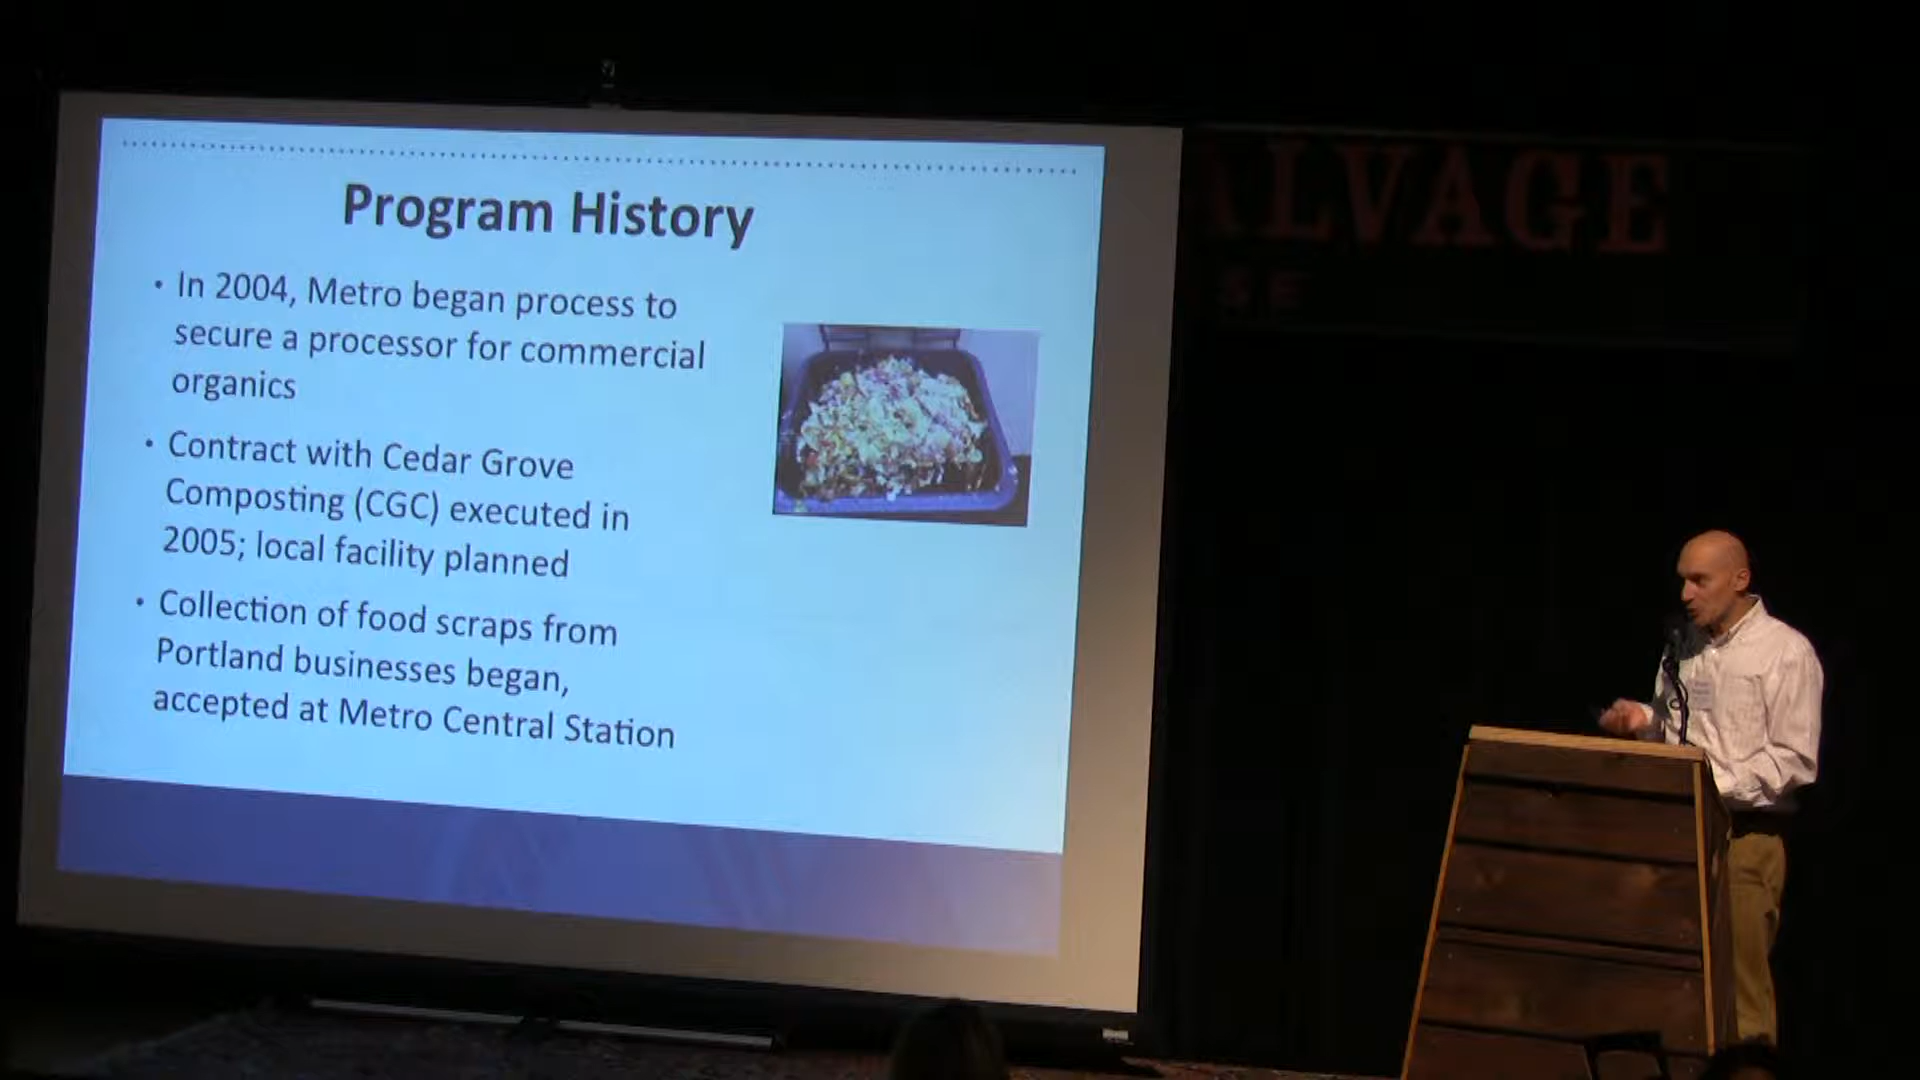 Program History
• In 2004, Metro began process to
secure a processor for commercial
organics
• Contract with Cedar Grove
Composting (CGC) executed in
2005; local facility planned
• Collection of food scraps from
Portland businesses began,
accepted at Metro Central Station
ALVAGE